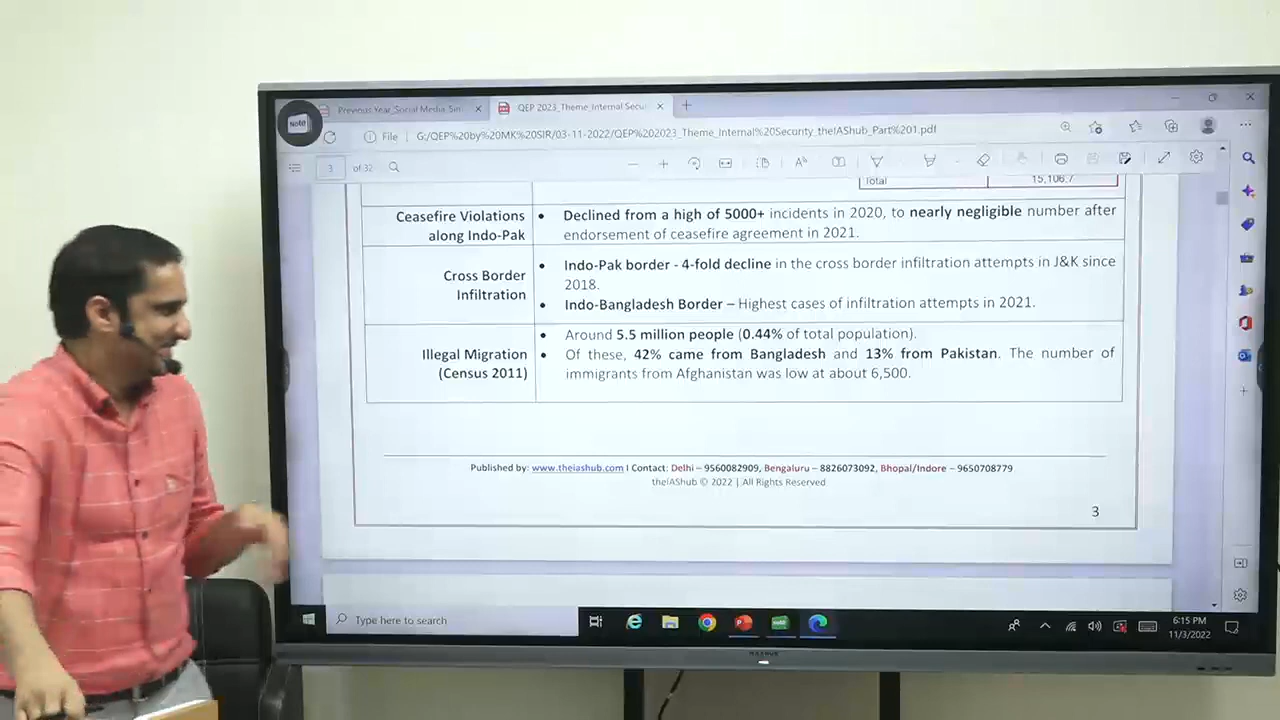 Previous Year_Social Media_Sin
QEP 2023_Theme_Internal Secu
note
File
G:/QEP%20by%20MK%20SIR/03-11-2022/QEP%202023_Theme_Internal%20Security_theIAShub_Part%201.pdf
3 of 32
Total 15,106.7
Ceasefire Violations along Indo-Pak
• Declined from a high of 5000+ incidents in 2020, to nearly negligible number after
endorsement of ceasefire agreement in 2021.
Cross Border
Infiltration
• Indo-Pak border - 4-fold decline in the cross border infiltration attempts in J&K since
2018.
• Indo-Bangladesh Border – Highest cases of infiltration attempts in 2021.
Illegal Migration
(Census 2011)
• Around 5.5 million people (0.44% of total population).
• Of these, 42% came from Bangladesh and 13% from Pakistan. The number of
immigrants from Afghanistan was low at about 6,500.
Published by: www.theiashub.com I Contact: Delhi – 9560082909, Bengaluru – 8826073092, Bhopal/Indore – 9650708779
theIAShub © 2022 | All Rights Reserved
3
Type here to search
6:15 PM
11/3/2022
MAXHUB